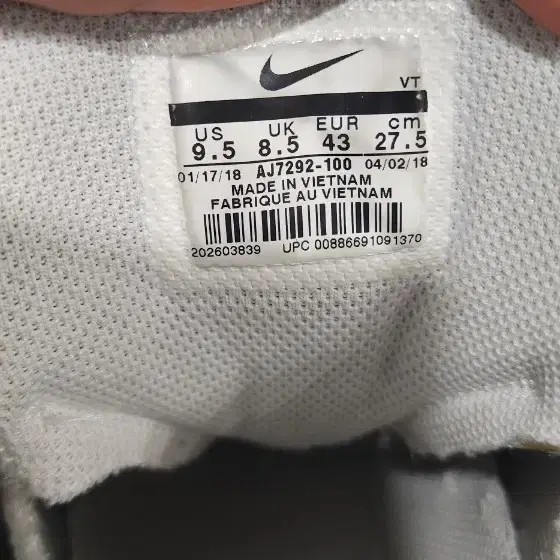 VT
US UK EUR cm
9.5 8.5 43 27.5
01/17/18 AJ7292-100 04/02/18
MADE IN VIETNAM
FABRIQUE AU VIETNAM
202603839 UPC 00886691091370